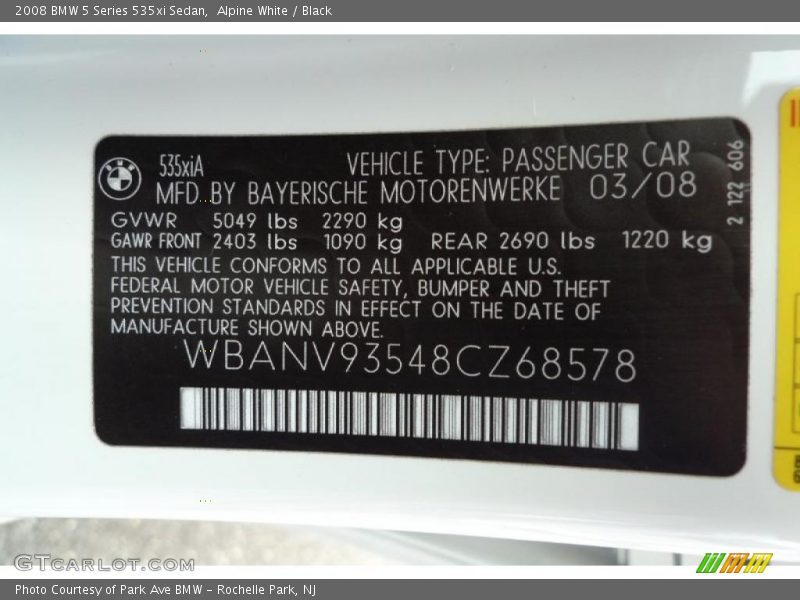 2008 BMW 5 Series 535xi Sedan,  Alpine White / Black
535xiA
VEHICLE TYPE: PASSENGER CAR
MFD. BY BAYERISCHE MOTORENWERKE 03/08
GVWR 5049 lbs 2290 kg
GAWR FRONT 2403 lbs 1090 kg REAR 2690 lbs 1220 kg
THIS VEHICLE CONFORMS TO ALL APPLICABLE U.S.
FEDERAL MOTOR VEHICLE SAFETY, BUMPER AND THEFT
PREVENTION STANDARDS IN EFFECT ON THE DATE OF
MANUFACTURE SHOWN ABOVE.
WBANV93548CZ68578
2 122 606
GTcarlot.com
Photo Courtesy of Park Ave BMW - Rochelle Park, NJ